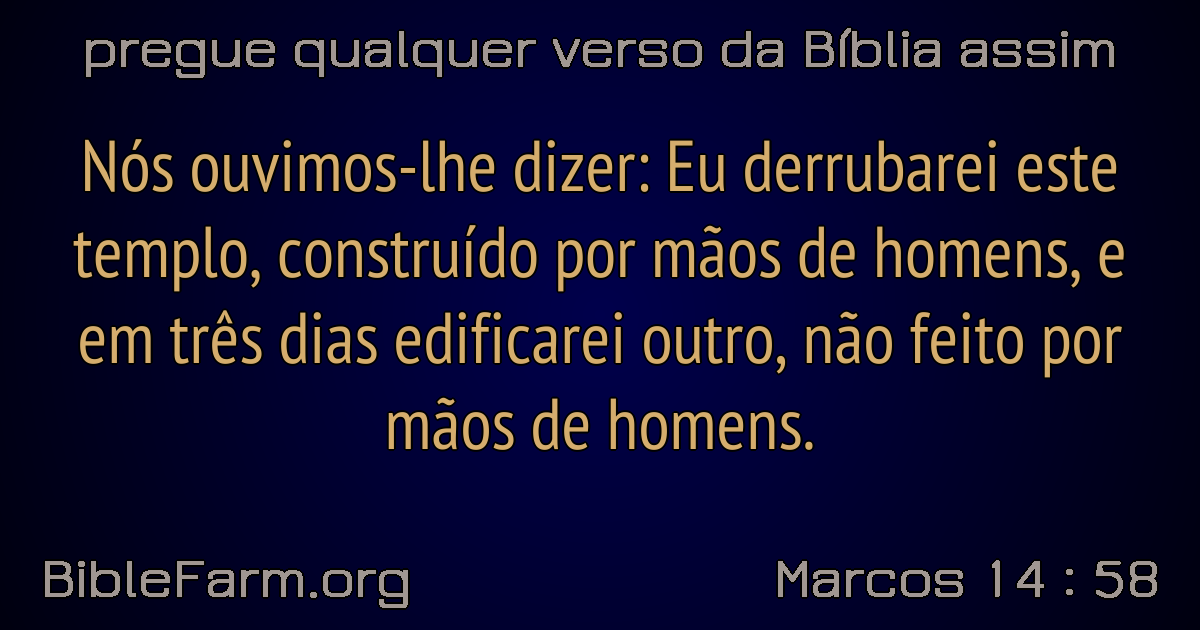 pregue qualquer verso da Bíblia assim
Nós ouvimos-lhe dizer: Eu derrubarei este
templo, construído por mãos de homens, e
em três dias edificarei outro, não feito por
mãos de homens.
BibleFarm.org
Marcos 14 : 58